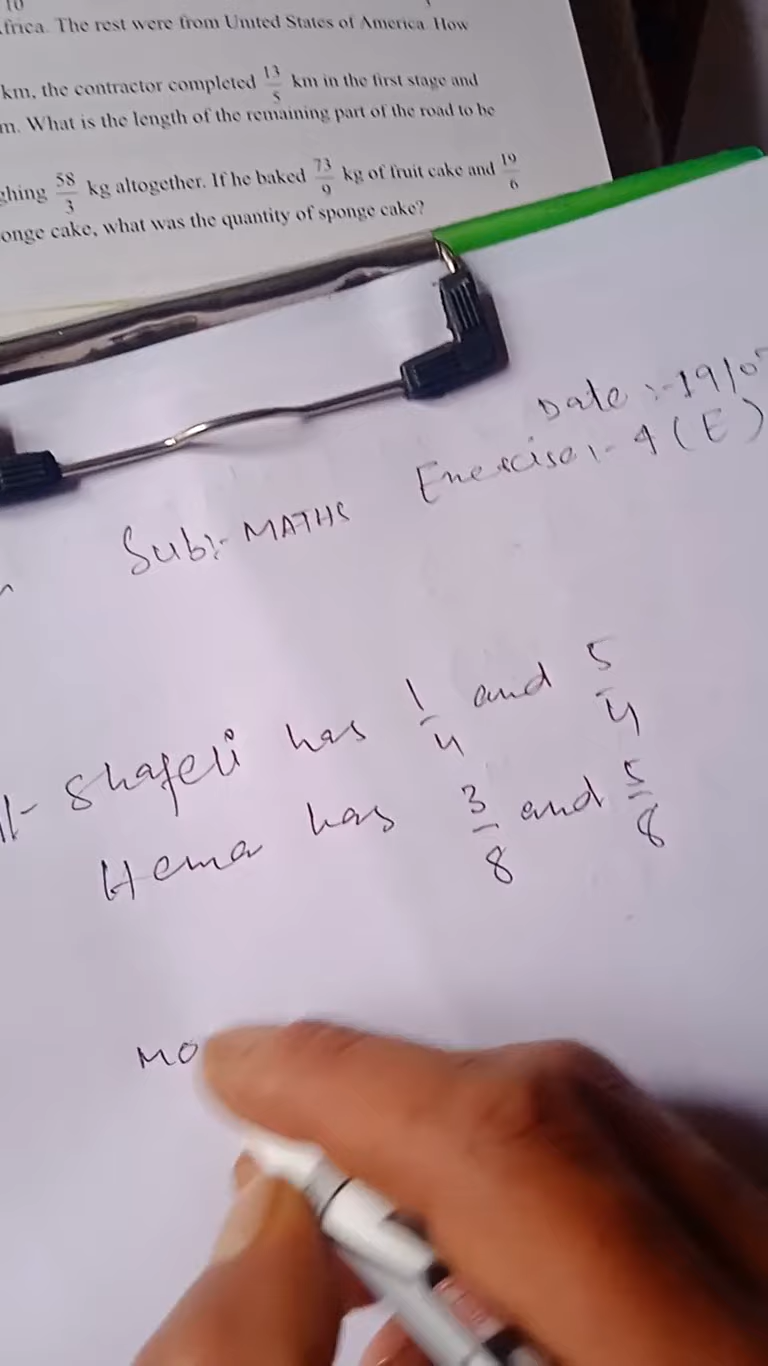 10
frica. The rest were from United States of America. How
km, the contractor completed 13/5 km in the first stage and
m. What is the length of the remaining part of the road to be
ghing 58/3 kg altogether. If he baked 73/9 kg of fruit cake and 19/6
onge cake, what was the quantity of sponge cake?
Date :- 19/0
Exercise :- 4 (E)
Sub:- MATHS
1- Shafeli has 1/4 and 5/4
Hema has 3/8 and 5/8
MO